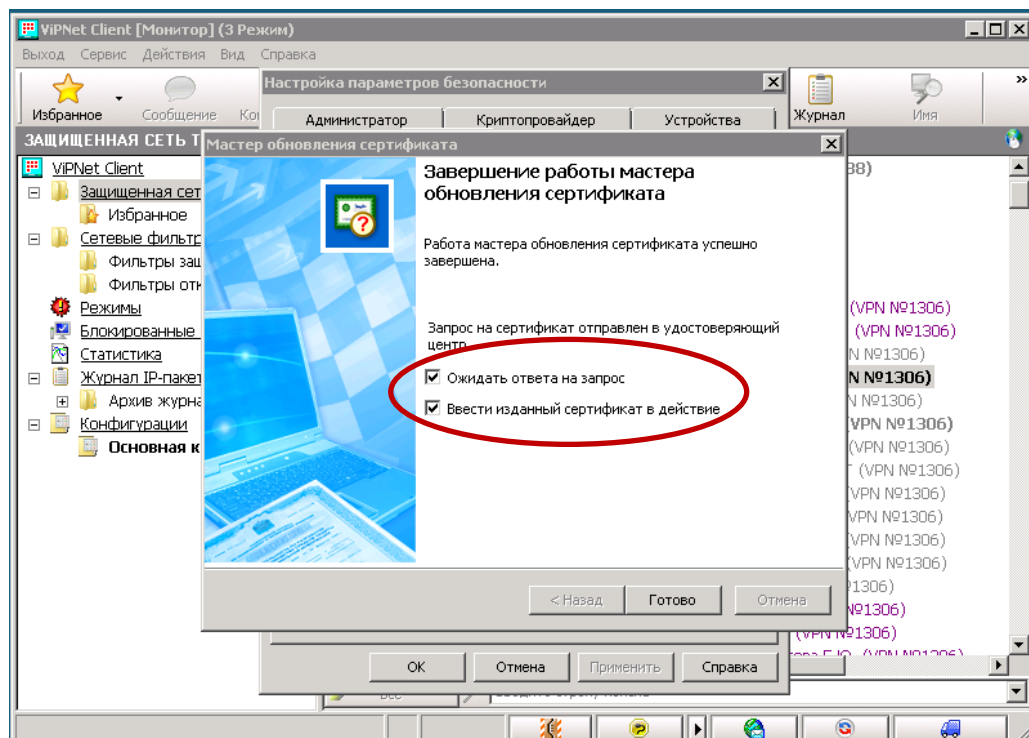 ViPNet Client [Монитор] (3 Режим)
Выход Сервис Действия Вид Справка
Настройка параметров безопасности
Избранное Сообщение Журнал Имя
Администратор Криптопровайдер Устройства
ЗАЩИЩЕННАЯ СЕТЬ
Мастер обновления сертификата
ViPNet Client
Защищенная сет
Избранное
Сетевые фильтр
Фильтры защ
Фильтры отк
Режимы
Блокированные
Статистика
Журнал IP-пакет
Архив журна
Конфигурации
Основная к
Завершение работы мастера
обновления сертификата
Работа мастера обновления сертификата успешно
завершена.
Запрос на сертификат отправлен в удостоверяющий
центр.
Ожидать ответа на запрос
Ввести изданный сертификат в действие
< Назад Готово Отмена
38)
(VPN №1306)
(VPN №1306)
N №1306)
N №1306)
N №1306)
(VPN №1306)
(VPN №1306)
(VPN №1306)
(VPN №1306)
VPN №1306)
(VPN №1306)
(VPN №1306)
№1306)
№1306)
(VPN №1306)
OK Отмена Применить Справка